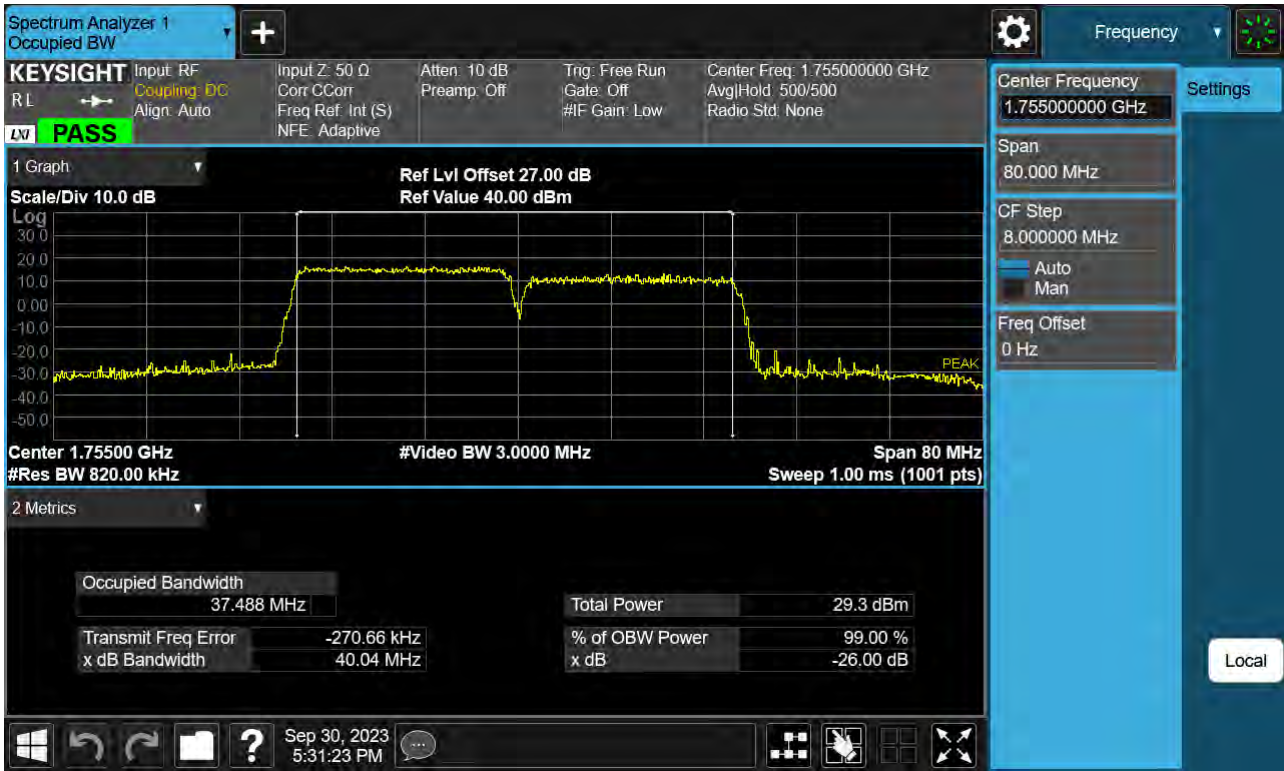 Spectrum Analyzer 1
Occupied BW
+
Frequency
KEYSIGHT
RL
LXI
PASS
Input: RF
Coupling: DC
Align: Auto
Input Z: 50 Ω
Corr CCorr
Freq Ref: Int (S)
NFE: Adaptive
Atten: 10 dB
Preamp: Off
Trig: Free Run
Gate: Off
#IF Gain: Low
Center Freq: 1.755000000 GHz
Avg|Hold: 500/500
Radio Std: None
Center Frequency
1.755000000 GHz
Settings
Span
80.000 MHz
CF Step
8.000000 MHz
Auto
Man
Freq Offset
0 Hz
Local
1 Graph
Scale/Div 10.0 dB
Ref Lvl Offset 27.00 dB
Ref Value 40.00 dBm
Log
30.0
20.0
10.0
0.00
-10.0
-20.0
-30.0
-40.0
-50.0
PEAK
Center 1.75500 GHz
#Video BW 3.0000 MHz
Span 80 MHz
#Res BW 820.00 kHz
Sweep 1.00 ms (1001 pts)
2 Metrics
Occupied Bandwidth
37.488 MHz
Transmit Freq Error -270.66 kHz
x dB Bandwidth 40.04 MHz
Total Power 29.3 dBm
% of OBW Power 99.00 %
x dB -26.00 dB
?
Sep 30, 2023
5:31:23 PM